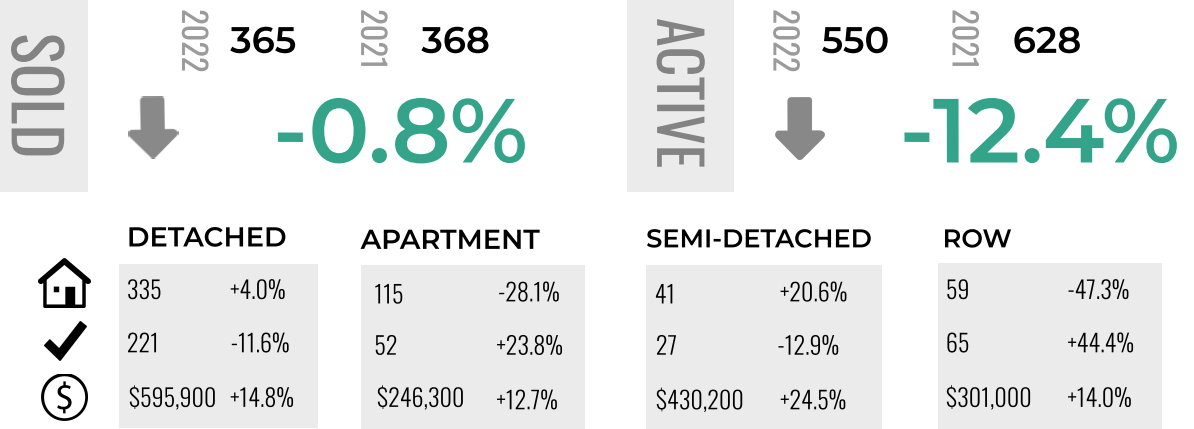 SOLD
2022 365 2021 368
-0.8%
ACTIVE
2022 550 2021 628
-12.4%
DETACHED
335 +4.0%
221 -11.6%
$595,900 +14.8%
APARTMENT
115 -28.1%
52 +23.8%
$246,300 +12.7%
SEMI-DETACHED
41 +20.6%
27 -12.9%
$430,200 +24.5%
ROW
59 -47.3%
65 +44.4%
$301,000 +14.0%
$